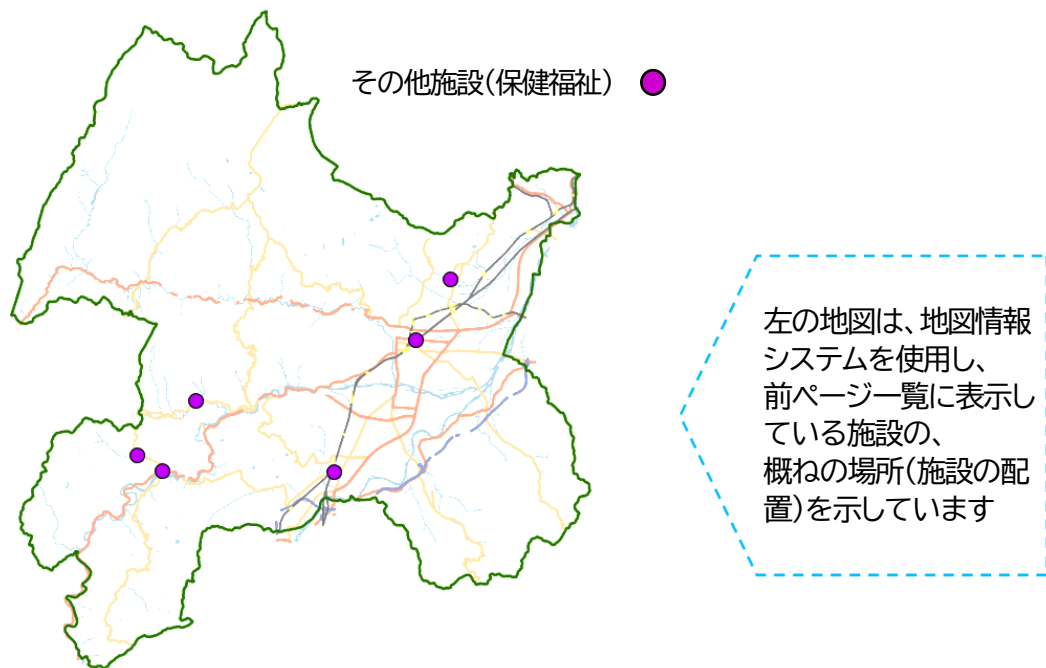 その他施設(保健福祉)
左の地図は、地図情報
システムを使用し、
前ページ一覧に表示し
ている施設の、
概ねの場所(施設の配
置)を示しています